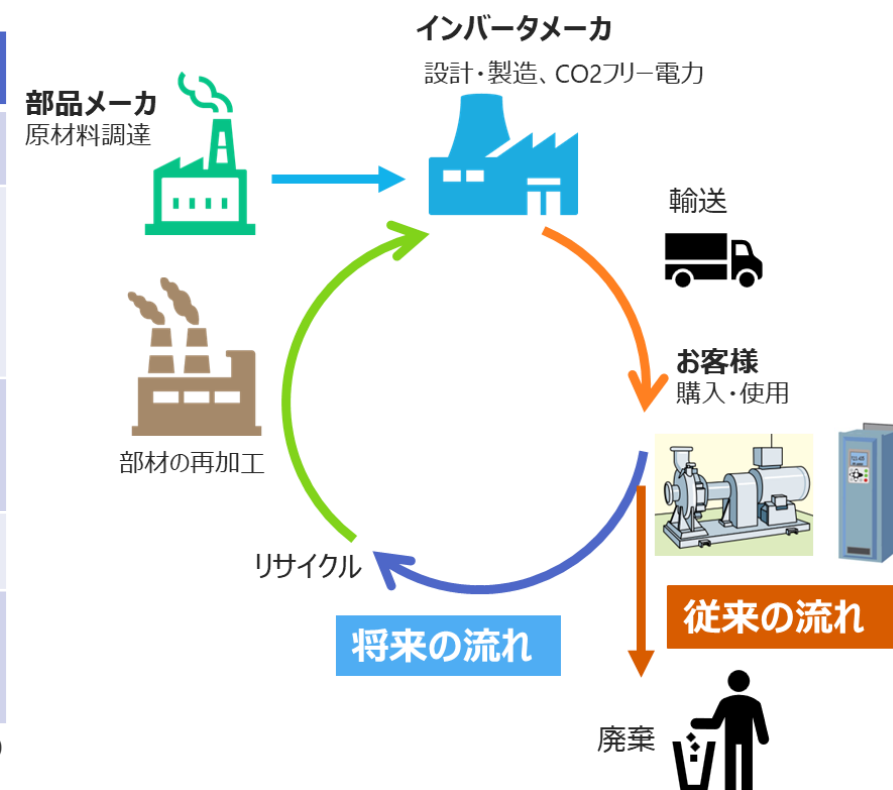 インバータメーカ
設計・製造、CO2フリー電力
部品メーカ
原材料調達
輸送
お客様
購入・使用
部材の再加工
リサイクル
将来の流れ
従来の流れ
廃棄
)